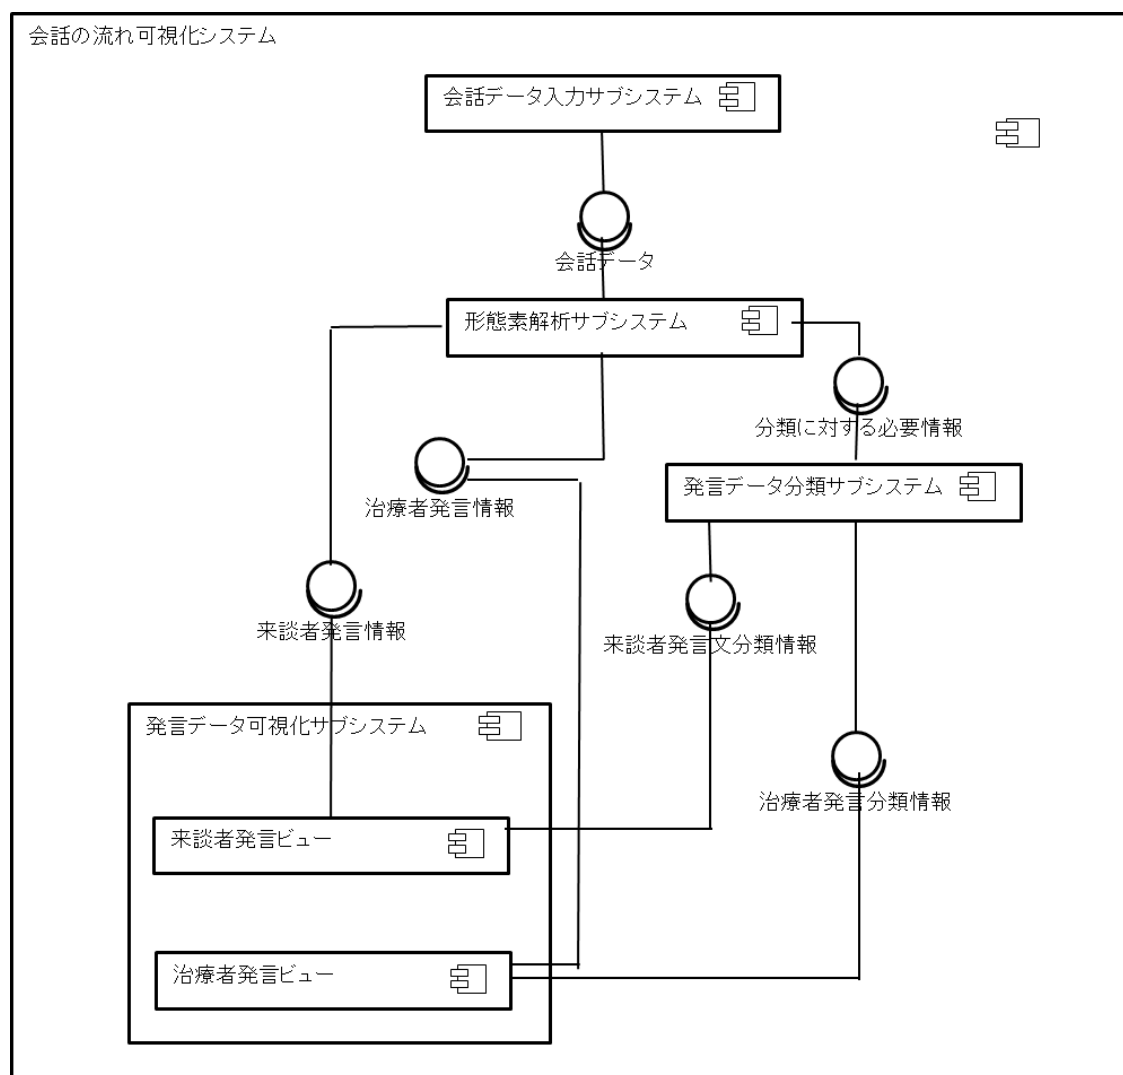 会話の流れ可視化システム
会話データ入力サブシステム
会話データ
形態素解析サブシステム
分類に対する必要情報
発言データ分類サブシステム
治療者発言情報
来談者発言情報
来談者発言文分類情報
発言データ可視化サブシステム
治療者発言分類情報
来談者発言ビュー
治療者発言ビュー